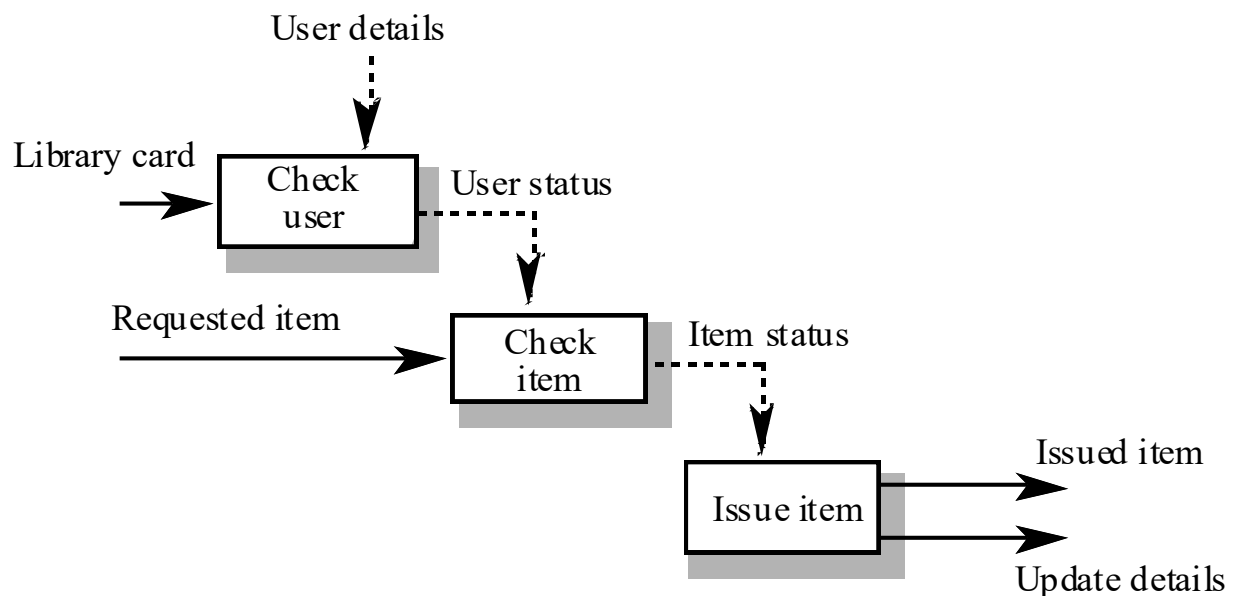 User details
Library card
Check
user
User status
Requested item
Check
item
Item status
Issue item
Issued item
Update details